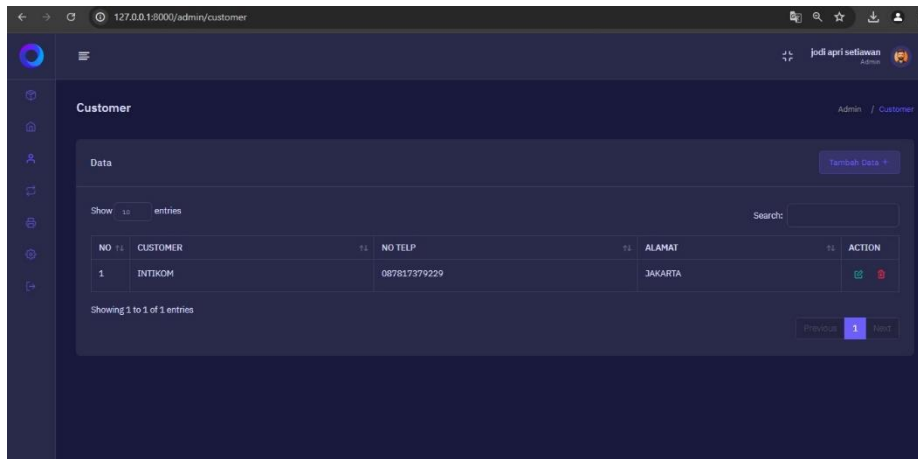 127.0.0.1:8000/admin/customer
jodi apri setiawan
Admin
Customer
Admin / Customer
Data
Tambah Data +
Show 10 entries
Search:
NO CUSTOMER NO TELP ALAMAT ACTION
1 INTIKOM 087817379229 JAKARTA
Showing 1 to 1 of 1 entries
Previous 1 Next